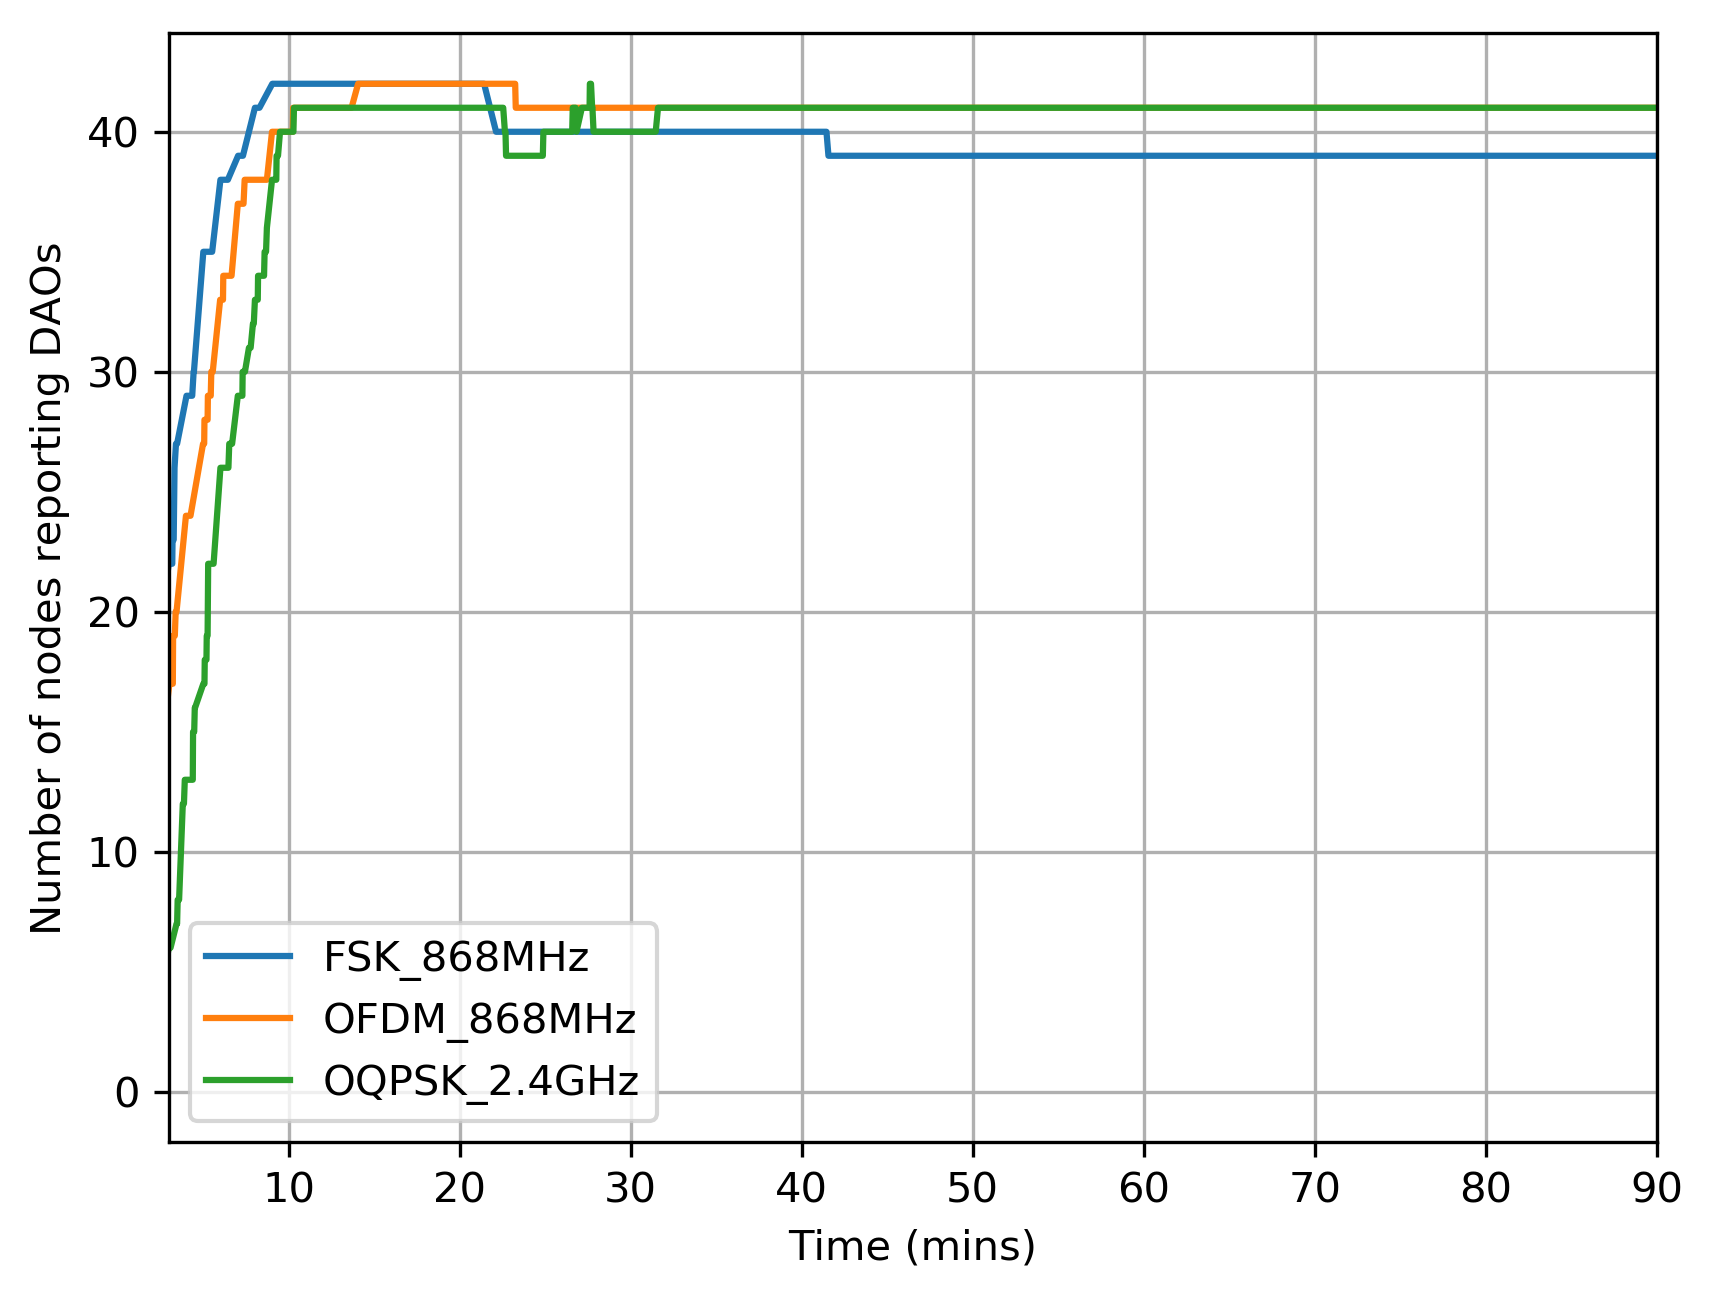 Number of nodes reporting DAOs
40
30
20
10
0
FSK_868MHz
OFDM_868MHz
OQPSK_2.4GHz
10 20 30 40 50 60 70 80 90
Time (mins)